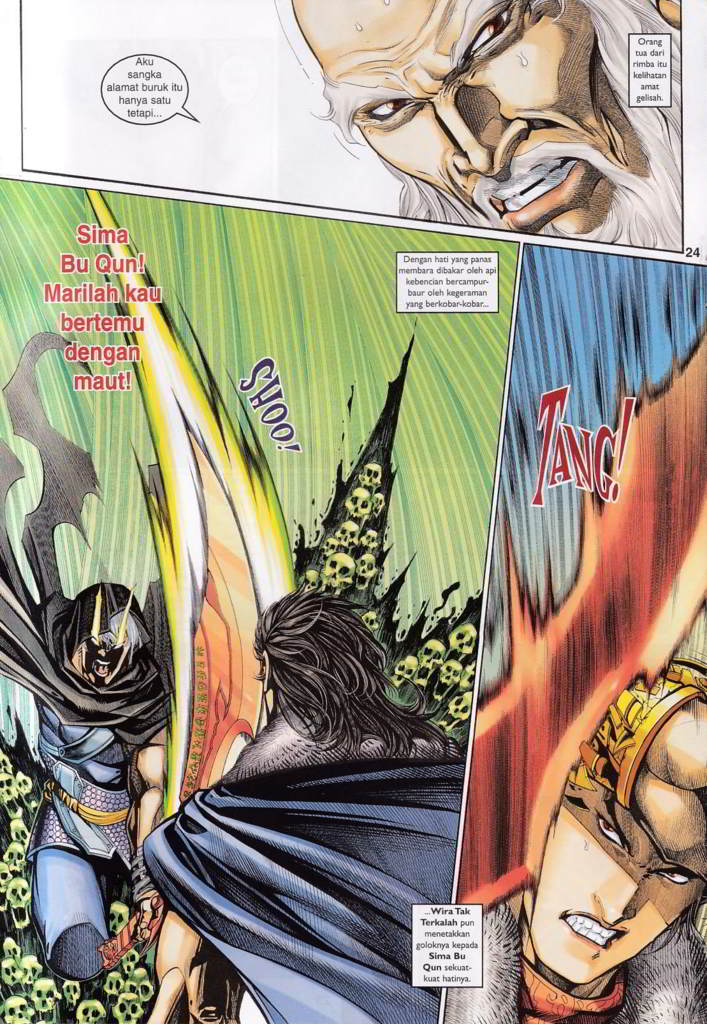 Aku
sangka
alamat buruk itu
hanya satu
tetapi...
Orang
tua dari
rimba itu
kelihatan
amat
gelisah.
24
Sima
Bu Qun!
Marilah kau
bertemu
dengan
maut!
Dengan hati yang panas
membara dibakar oleh api
kebencian bercampur-
baur oleh kegeraman
yang berkobar-kobar...
SHOO!
TANG!
...Wira Tak
Terkalah pun
menetakkan
goloknya kepada
Sima Bu
Qun sekuat-
kuat hatinya.